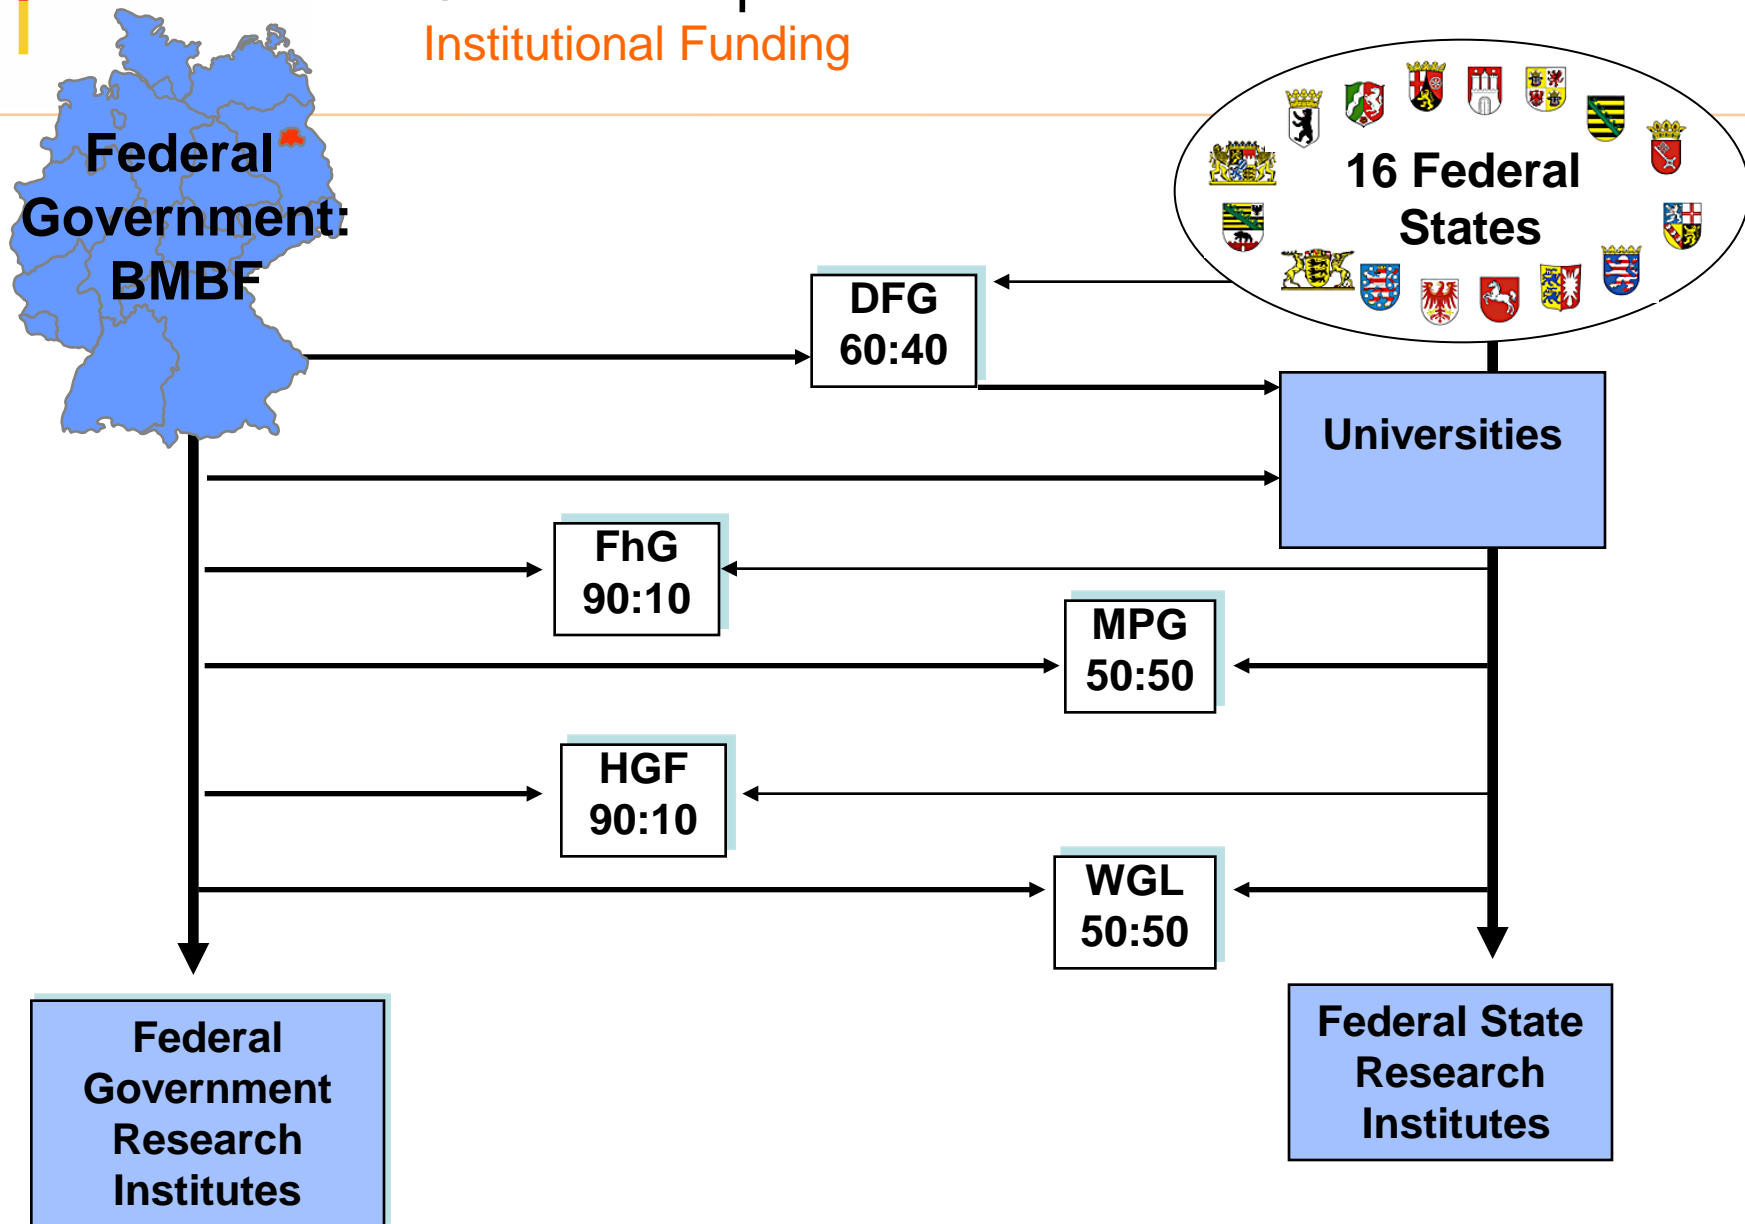 Institutional Funding
Federal
Government:
BMBF
16 Federal
States
DFG
60:40
Universities
FhG
90:10
MPG
50:50
HGF
90:10
WGL
50:50
Federal
Government
Research
Institutes
Federal State
Research
Institutes